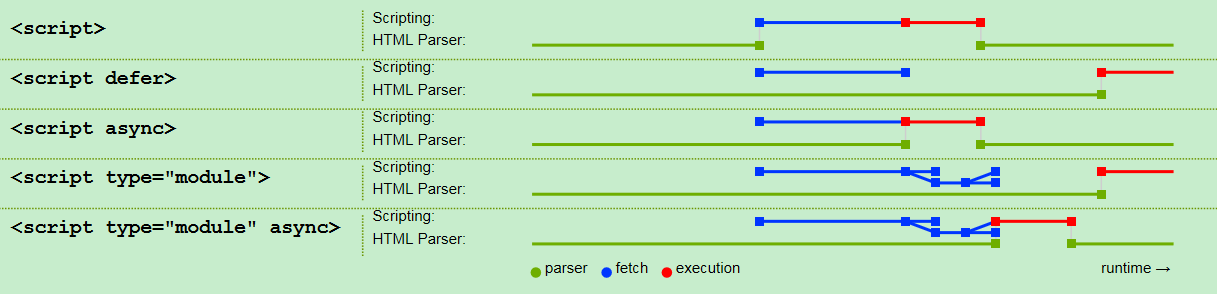 <script>
Scripting:
HTML Parser:
<script defer>
Scripting:
HTML Parser:
<script async>
Scripting:
HTML Parser:
<script type="module">
Scripting:
HTML Parser:
<script type="module" async>
Scripting:
HTML Parser:
parser fetch execution runtime →